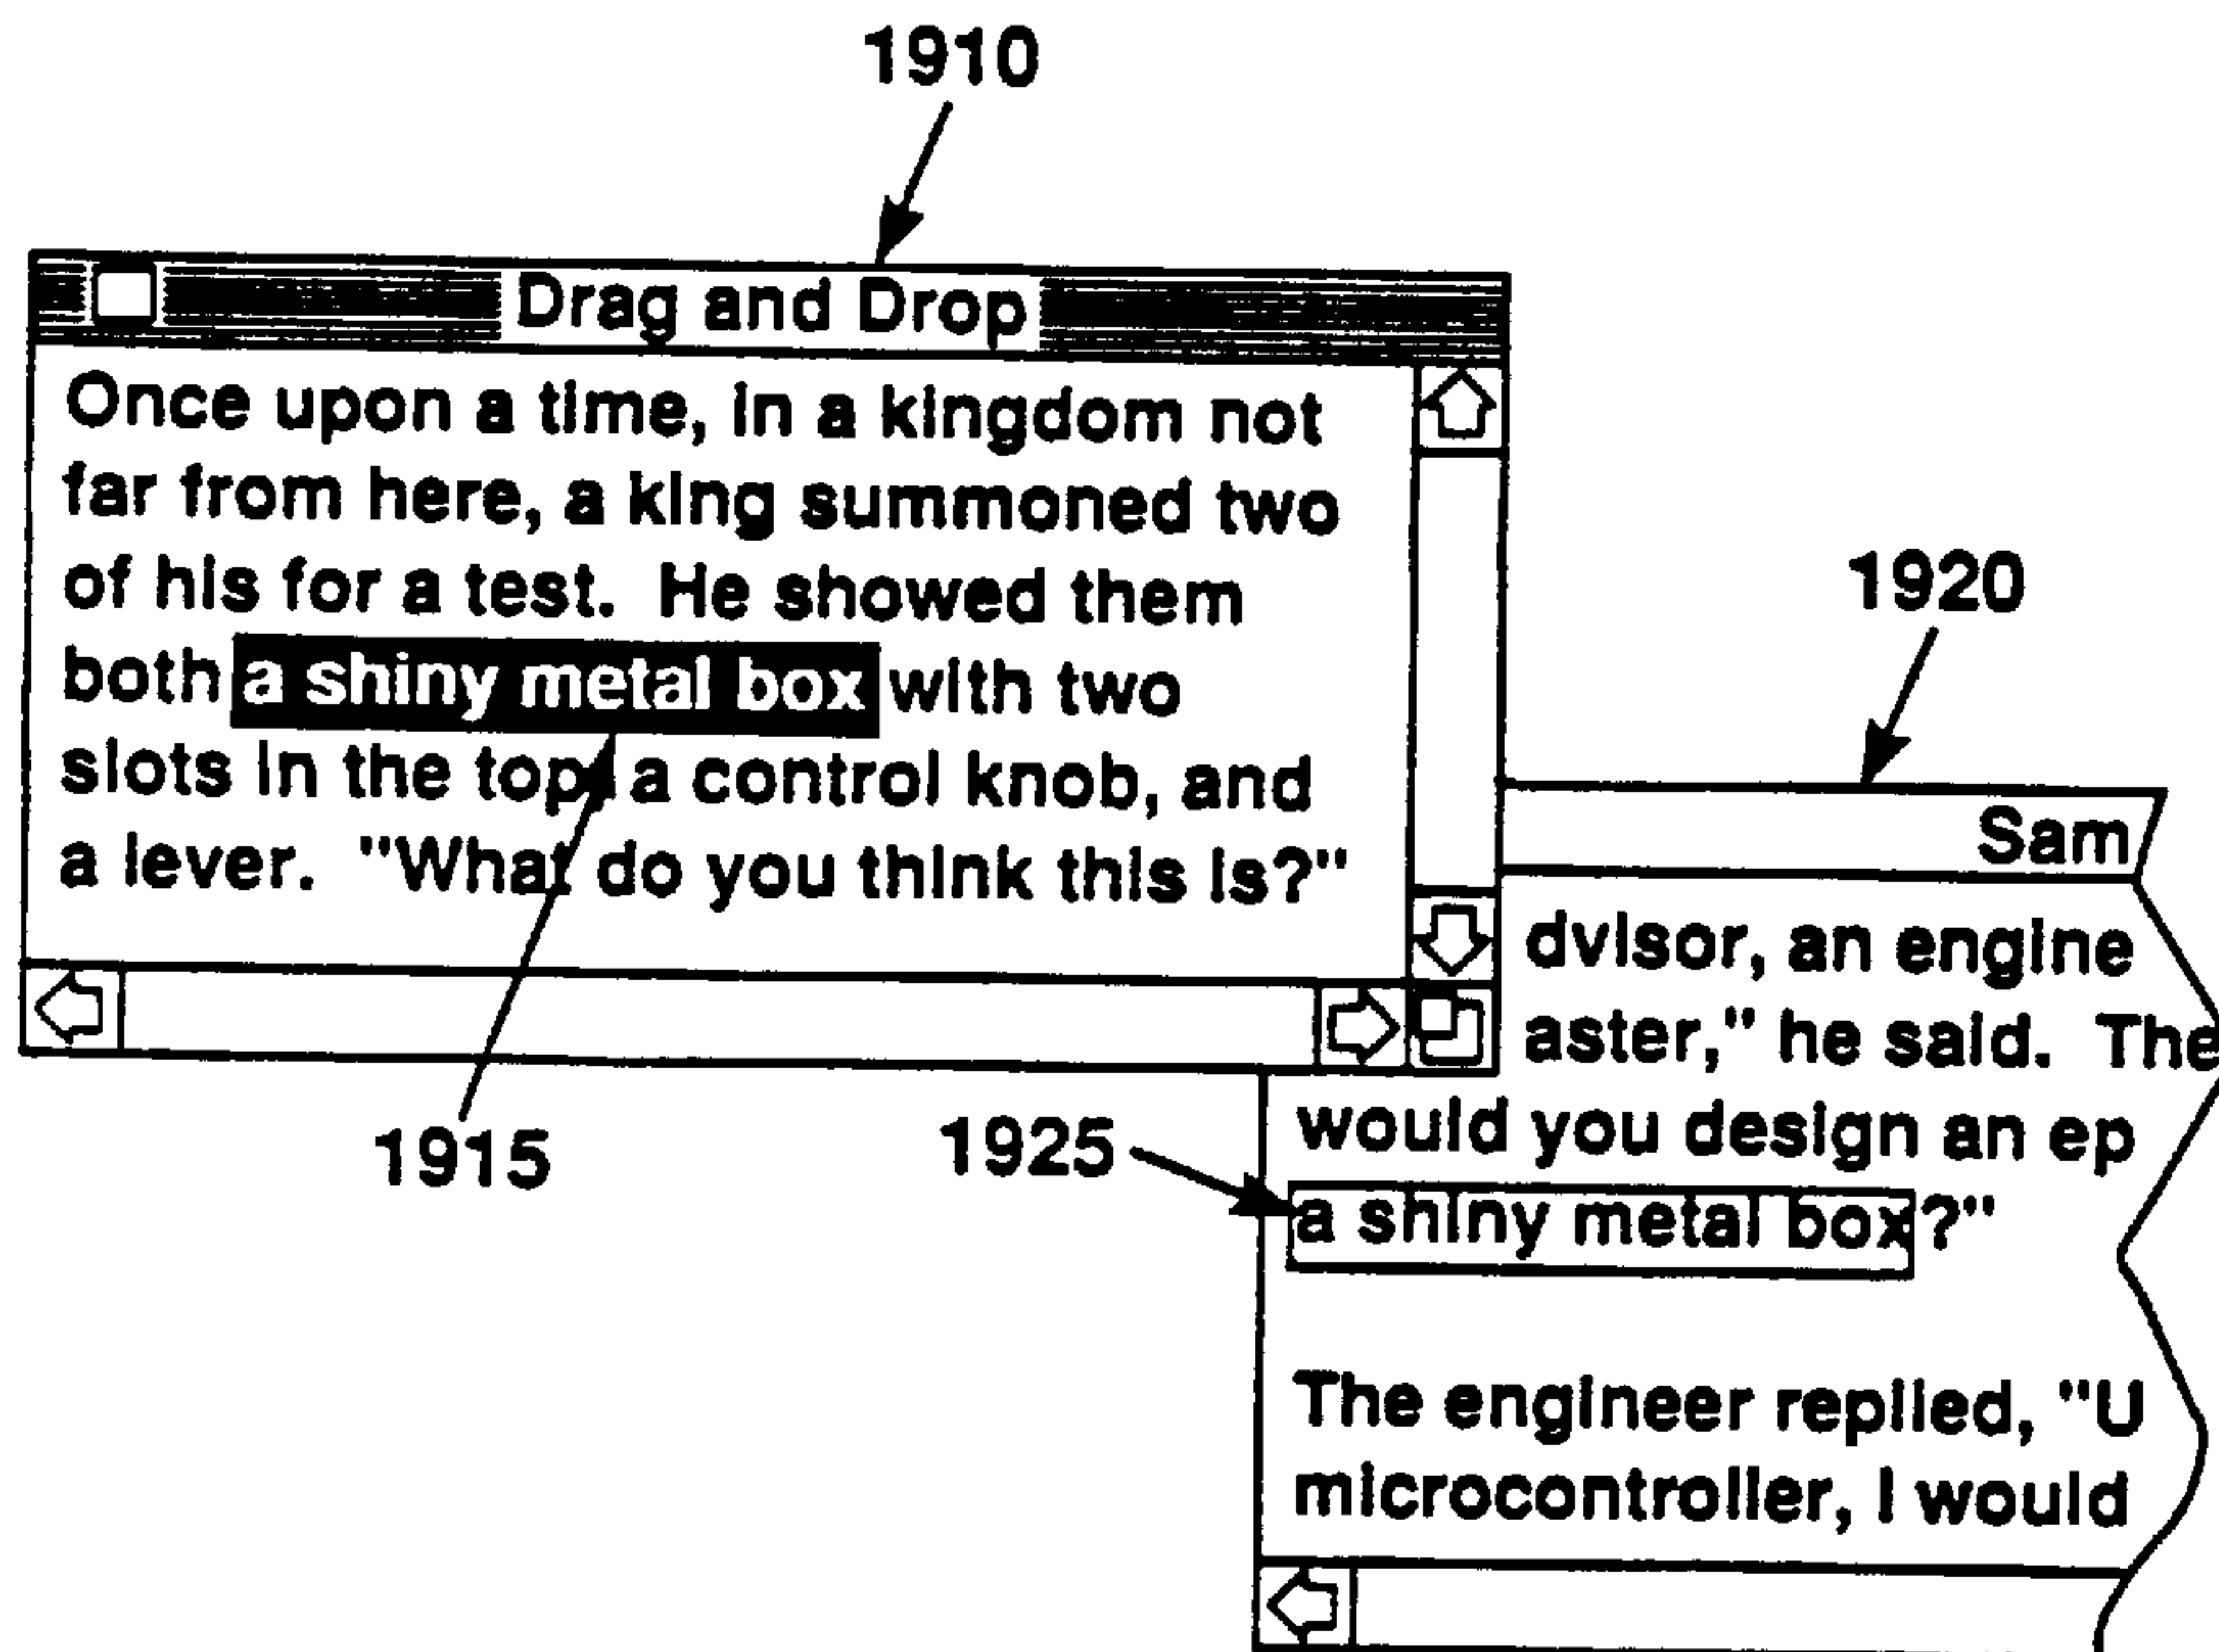 1910
Drag and Drop
Once upon a time, in a kingdom not
far from here, a king summoned two
of his for a test. He showed them
both a shiny metal box with two
slots in the top, a control knob, and
a lever. "What do you think this is?"
1915
1920
Sam
dvisor, an engine
aster," he said. The
would you design an ep
1925
a shiny metal box?"
The engineer replied, "U
microcontroller, I would